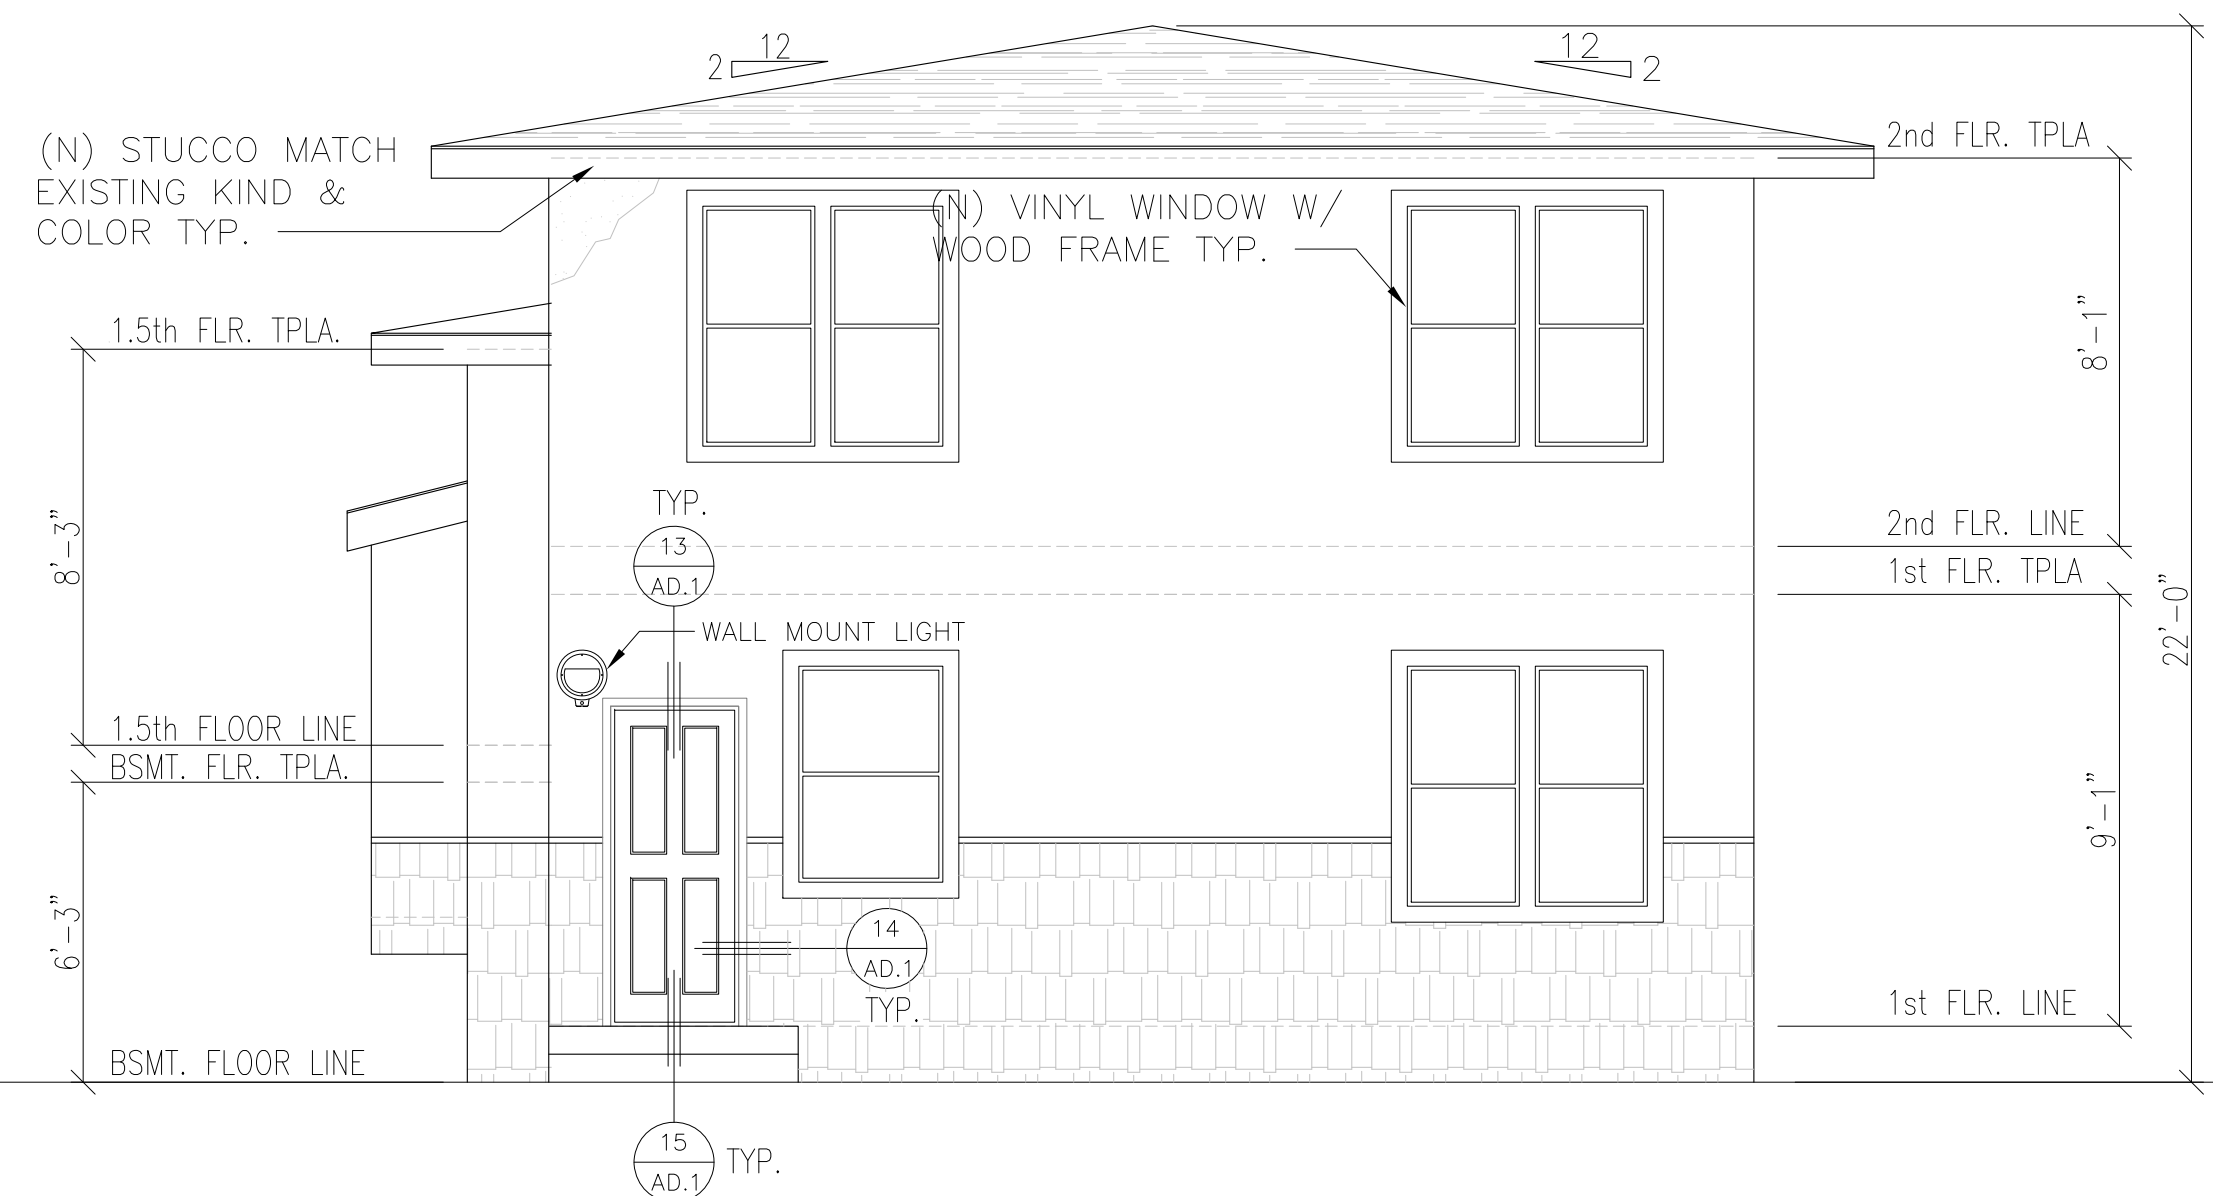 12
2
12
2
(N) STUCCO MATCH
EXISTING KIND &
COLOR TYP.
2nd FLR. TPLA
(N) VINYL WINDOW W/
WOOD FRAME TYP.
1.5th FLR. TPLA.
8'-1"
TYP.
13
AD.1
2nd FLR. LINE
1st FLR. TPLA
8'-3"
22'-0"
WALL MOUNT LIGHT
1.5th FLOOR LINE
BSMT. FLR. TPLA.
9'-1"
6'-3"
14
AD.1
TYP.
1st FLR. LINE
BSMT. FLOOR LINE
15
AD.1
TYP.